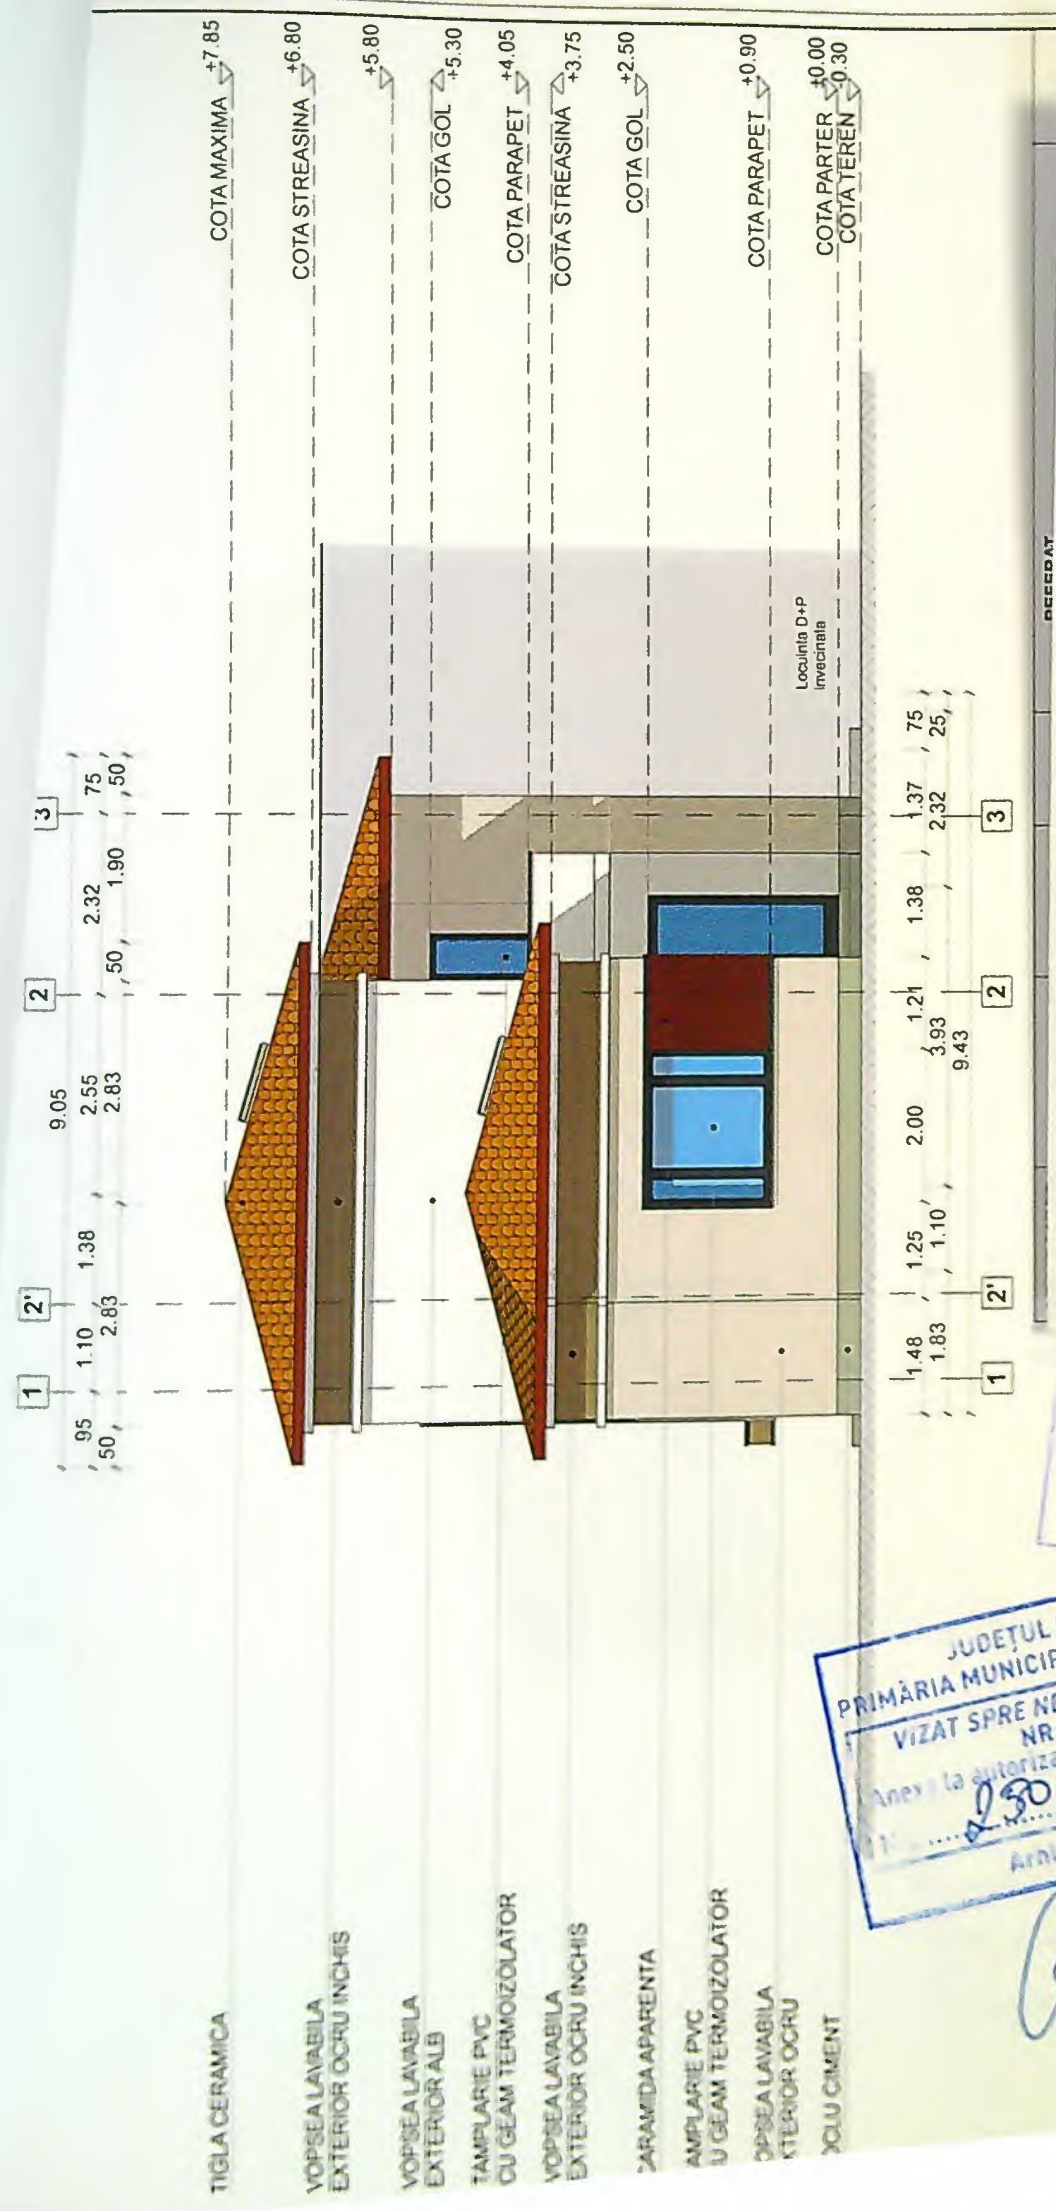 TIGLA CERAMICA
VOPSEA LAVABILA
EXTERIOR OCRU INCHIS
VOPSEA LAVABILA
EXTERIOR ALB
TAMPLARIE PVC
CU GEAM TERMOIZOLATOR
VOPSEA LAVABILA
EXTERIOR OCRU INCHIS
CARAMIDA APARENTA
AMPLARIE PVC
U GEAM TERMOIZOLATOR
OPSEA LAVABILA
XTERIOR OCRU
OCLU CIMENT
1 2' 2 3
9.05
95 1.10 1.38 2.55 2.32 75
50 2.83 2.83 50 1.90 50
COTA MAXIMA +7.85
COTA STREASINA +6.80
+5.80
COTA GOL +5.30
COTA PARAPET +4.05
COTA STREASINA +3.75
COTA GOL +2.50
COTA PARAPET +0.90
COTA PARTER ±0.00
COTA TEREN -0.30
Locuinta D+P
invecinata
1.48 1.25 2.00 1.21 1.38 1.37 75
1.83 1.10 3.93 2.32 25
9.43
1 2' 2 3
JUDEȚUL
PRIMĂRIA MUNICIP
VIZAT SPRE NE
NR
Anexă la autoriza
230
REFERAT